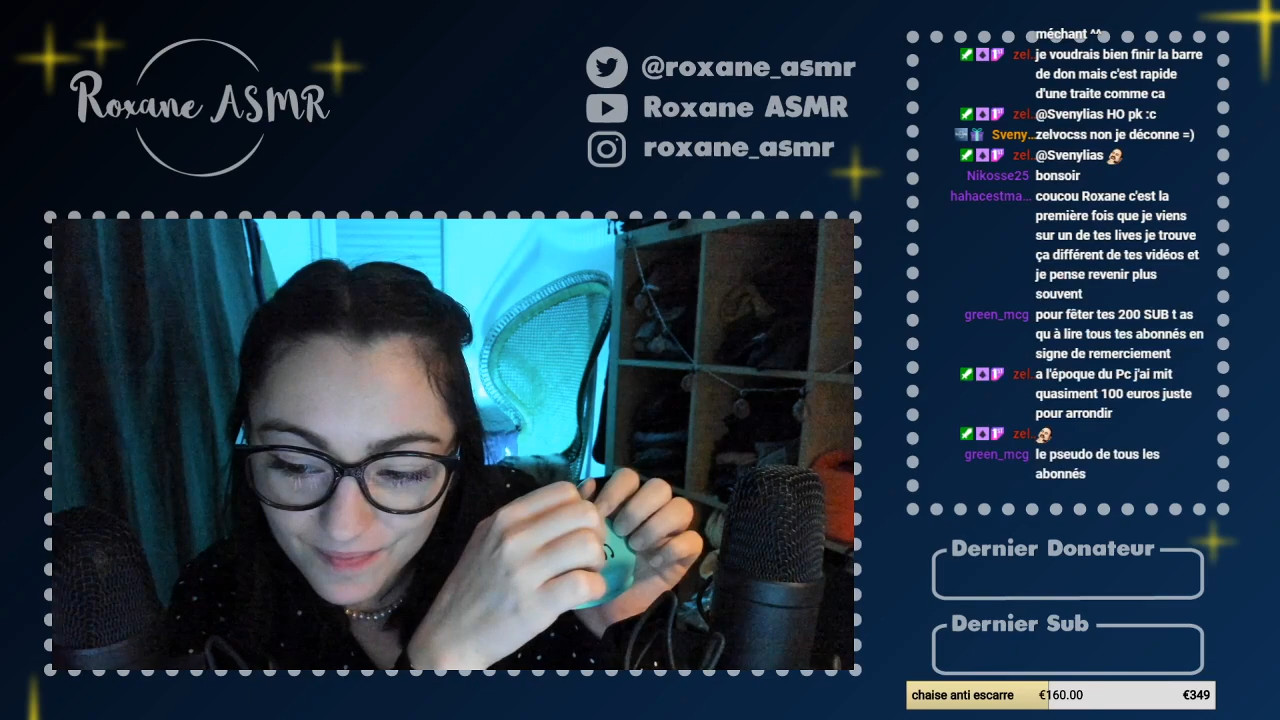 Roxane ASMR
@roxane_asmr
Roxane ASMR
roxane_asmr
méchant ^^
zel... je voudrais bien finir la barre
de don mais c'est rapide
d'une traite comme ca
zel... @Svenylias HO pk :c
Sveny... zelvocss non je déconne =)
zel... @Svenylias
Nikosse25 bonsoir
hahacestma... coucou Roxane c'est la
première fois que je viens
sur un de tes lives je trouve
ça différent de tes vidéos et
je pense revenir plus
souvent
green_mcg pour fêter tes 200 SUB t as
qu à lire tous tes abonnés en
signe de remerciement
zel... a l'époque du Pc j'ai mit
quasiment 100 euros juste
pour arrondir
zel...
green_mcg le pseudo de tous les
abonnés
Dernier Donateur
Dernier Sub
chaise anti escarre €160.00 €349